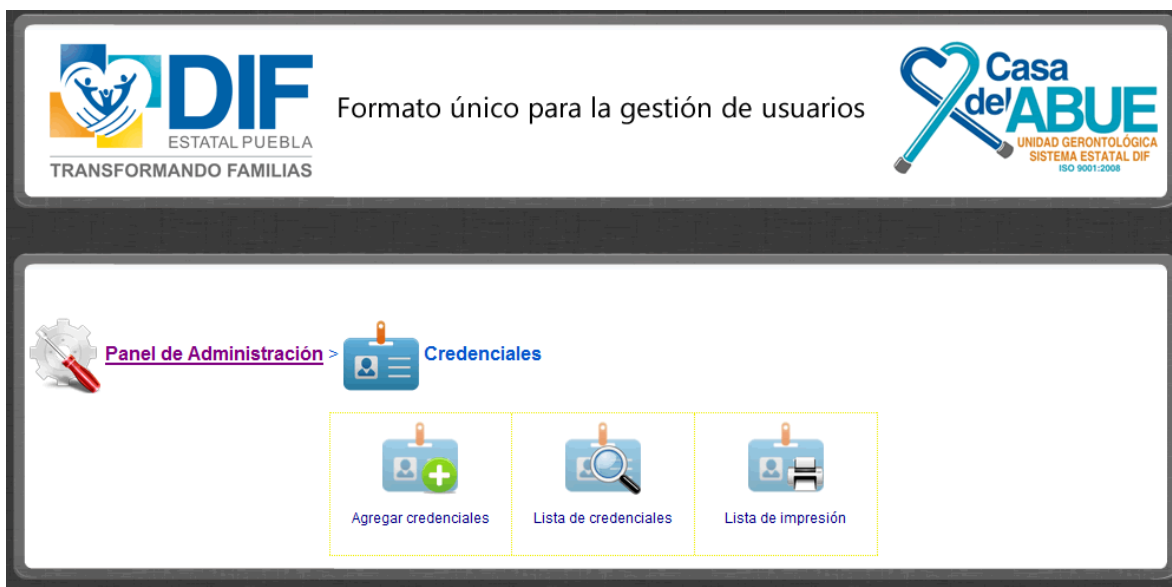 DIF
ESTATAL PUEBLA
TRANSFORMANDO FAMILIAS
Formato único para la gestión de usuarios
Casa
del ABUE
UNIDAD GERONTOLÓGICA
SISTEMA ESTATAL DIF
ISO 9001:2008
Panel de Administración > Credenciales
Agregar credenciales
Lista de credenciales
Lista de impresión